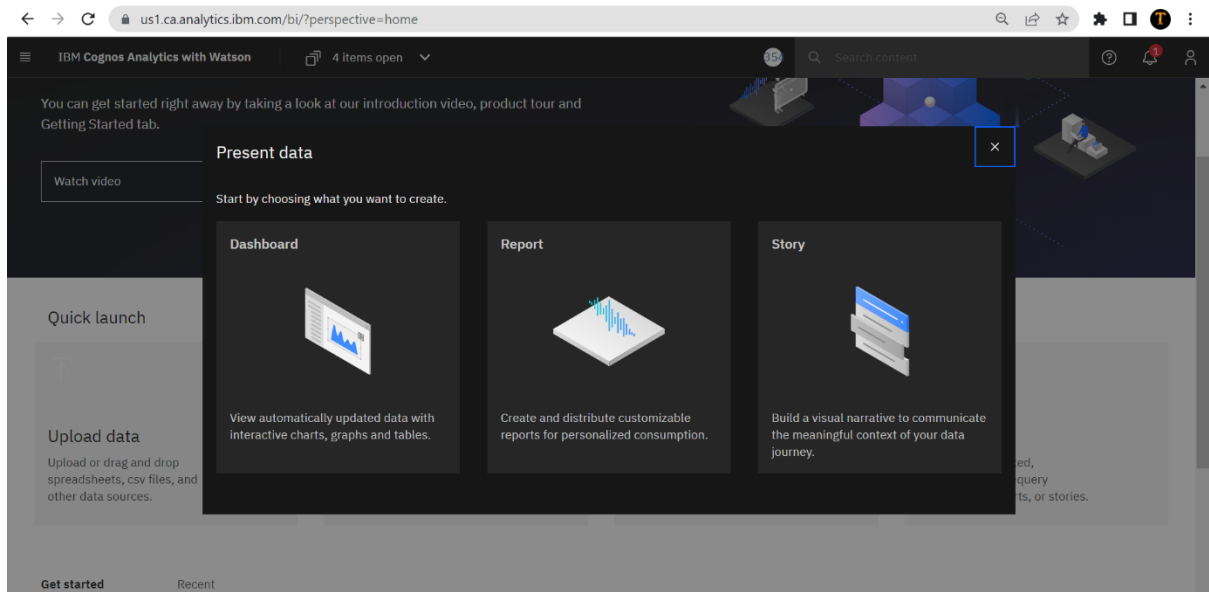 us1.ca.analytics.ibm.com/bi/?perspective=home
IBM Cognos Analytics with Watson
4 items open
Search content
1
You can get started right away by taking a look at our introduction video, product tour and
Getting Started tab.
Watch video
Present data
Start by choosing what you want to create.
Dashboard
View automatically updated data with
interactive charts, graphs and tables.
Report
Create and distribute customizable
reports for personalized consumption.
Story
Build a visual narrative to communicate
the meaningful context of your data
journey.
Quick launch
Upload data
Upload or drag and drop
spreadsheets, csv files, and
other data sources.
query
or stories.
Get started
Recent